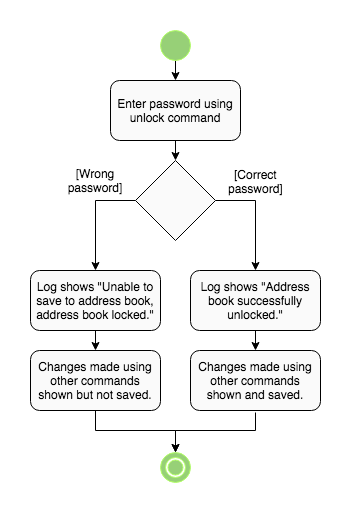 Enter password using
unlock command
[Wrong
password]
[Correct
password]
Log shows "Unable to
save to address book,
address book locked."
Log shows "Address
book successfully
unlocked."
Changes made using
other commands
shown but not saved.
Changes made using
other commands
shown and saved.